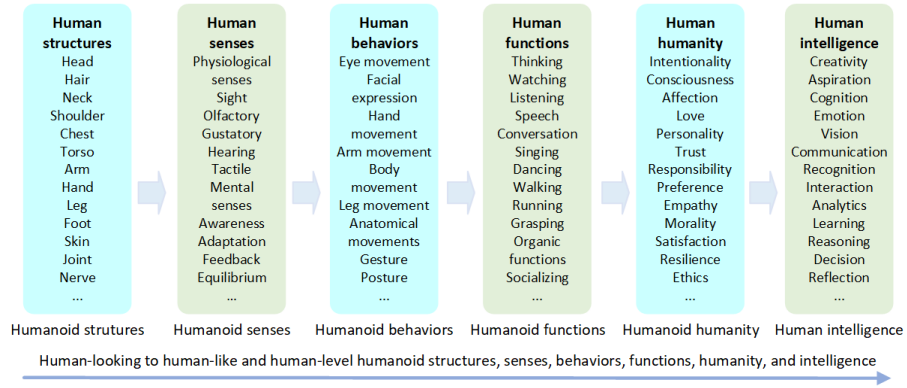 Human
structures
Head
Hair
Neck
Shoulder
Chest
Torso
Arm
Hand
Leg
Foot
Skin
Joint
Nerve
...
Human
senses
Physiological
senses
Sight
Olfactory
Gustatory
Hearing
Tactile
Mental
senses
Awareness
Adaptation
Feedback
Equilibrium
...
Human
behaviors
Eye movement
Facial
expression
Hand
movement
Arm movement
Body
movement
Leg movement
Anatomical
movements
Gesture
Posture
...
Human
functions
Thinking
Watching
Listening
Speech
Conversation
Singing
Dancing
Walking
Running
Grasping
Organic
functions
Socializing
...
Human
humanity
Intentionality
Consciousness
Affection
Love
Personality
Trust
Responsibility
Preference
Empathy
Morality
Satisfaction
Resilience
Ethics
...
Human
intelligence
Creativity
Aspiration
Cognition
Emotion
Vision
Communication
Recognition
Interaction
Analytics
Learning
Reasoning
Decision
Reflection
...
Humanoid strutures
Humanoid senses
Humanoid behaviors
Humanoid functions
Humanoid humanity
Human intelligence
Human-looking to human-like and human-level humanoid structures, senses, behaviors, functions, humanity, and intelligence